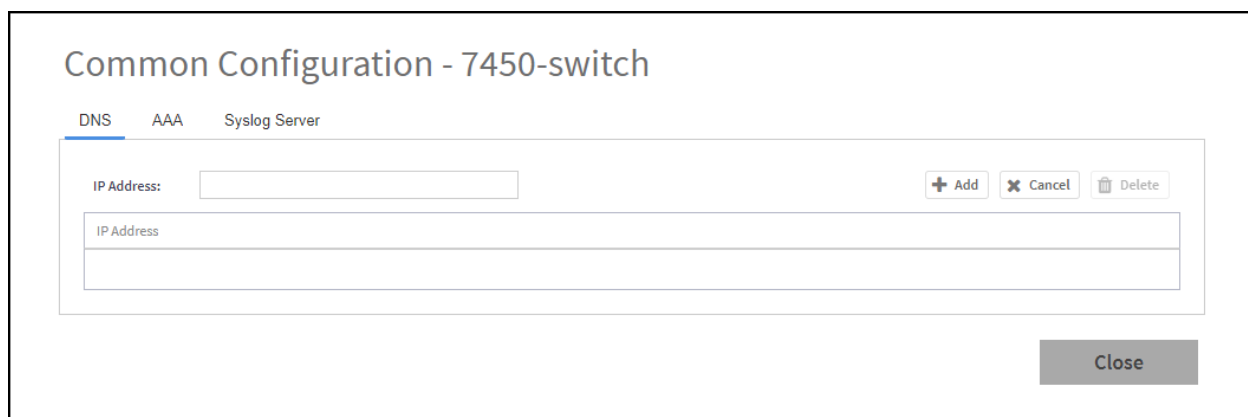 Common Configuration - 7450-switch
DNS AAA Syslog Server
IP Address: Add Cancel Delete
IP Address
Close